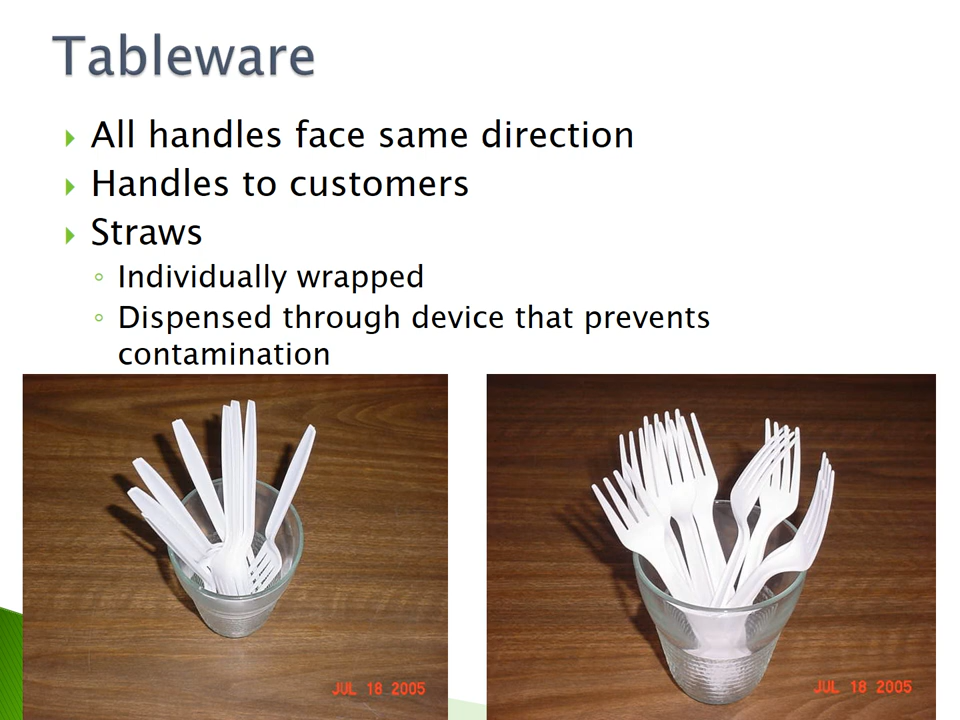 Tableware
All handles face same direction
Handles to customers
Straws
Individually wrapped
Dispensed through device that prevents
contamination
JUL 18 2005
JUL 18 2005